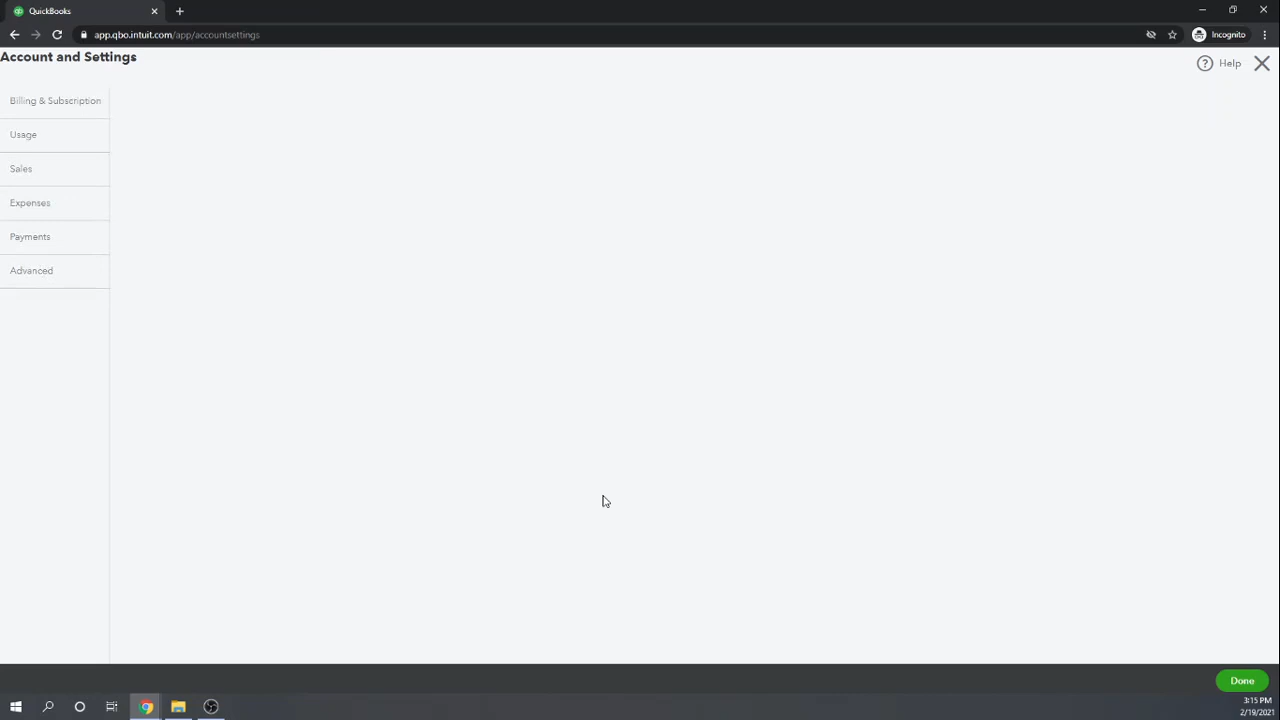 QuickBooks
app.qbo.intuit.com/app/accountsettings
Incognito
Account and Settings
Help
Billing & Subscription
Usage
Sales
Expenses
Payments
Advanced
Done
3:15 PM
2/19/2021